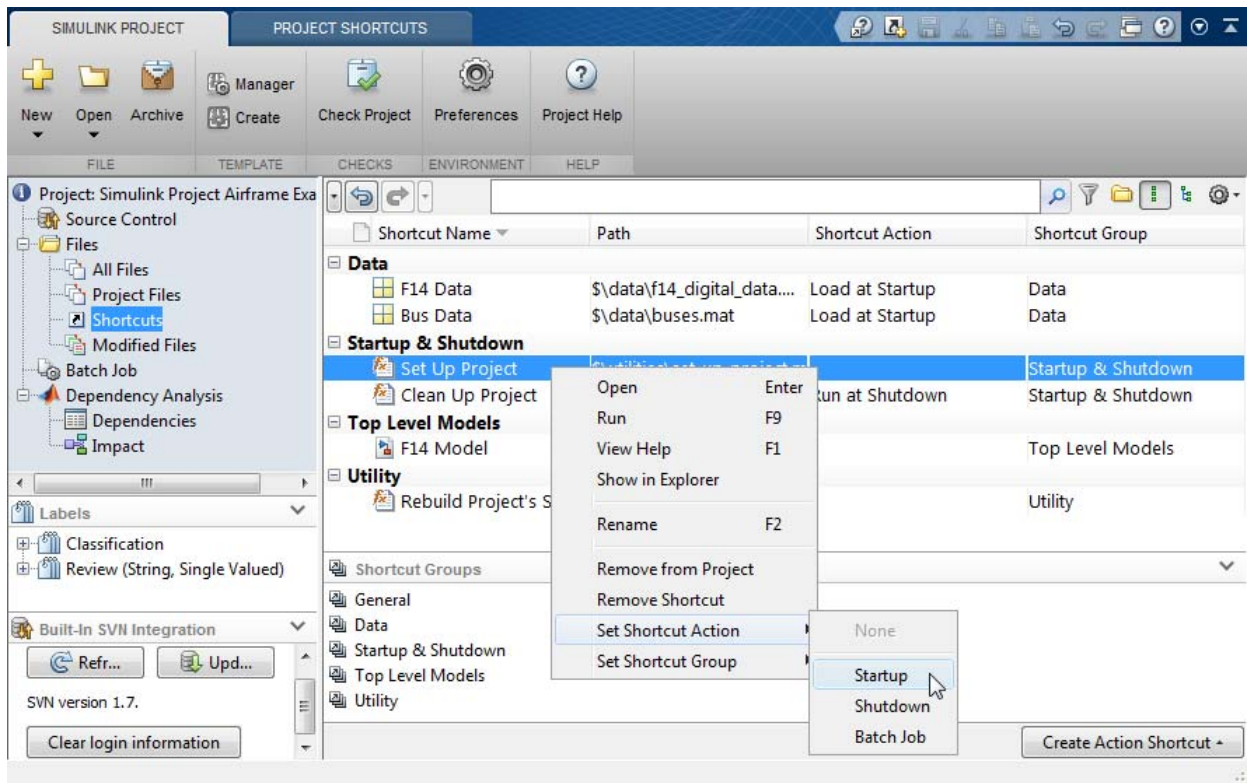 SIMULINK PROJECT PROJECT SHORTCUTS
New Open Archive Manager Create Check Project Preferences Project Help
FILE TEMPLATE CHECKS ENVIRONMENT HELP
Project: Simulink Project Airframe Exa
Source Control
Files
All Files
Project Files
Shortcuts
Modified Files
Batch Job
Dependency Analysis
Dependencies
Impact
Labels
Classification
Review (String, Single Valued)
Built-In SVN Integration
Refr... Upd...
SVN version 1.7.
Clear login information
Shortcut Name Path Shortcut Action Shortcut Group
Data
F14 Data $\data\f14_digital_data.... Load at Startup Data
Bus Data $\data\buses.mat Load at Startup Data
Startup & Shutdown
Set Up Project Startup & Shutdown
Clean Up Project Run at Shutdown Startup & Shutdown
Top Level Models
F14 Model Top Level Models
Utility
Rebuild Project's S Utility
Shortcut Groups
General
Data
Startup & Shutdown
Top Level Models
Utility
Open Enter
Run F9
View Help F1
Show in Explorer
Rename F2
Remove from Project
Remove Shortcut
Set Shortcut Action
Set Shortcut Group
None
Startup
Shutdown
Batch Job
Create Action Shortcut